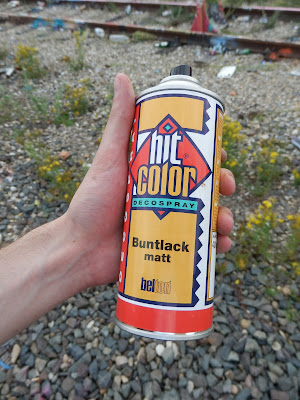 hit
color
DECOSPRAY
Buntlack
matt
belton